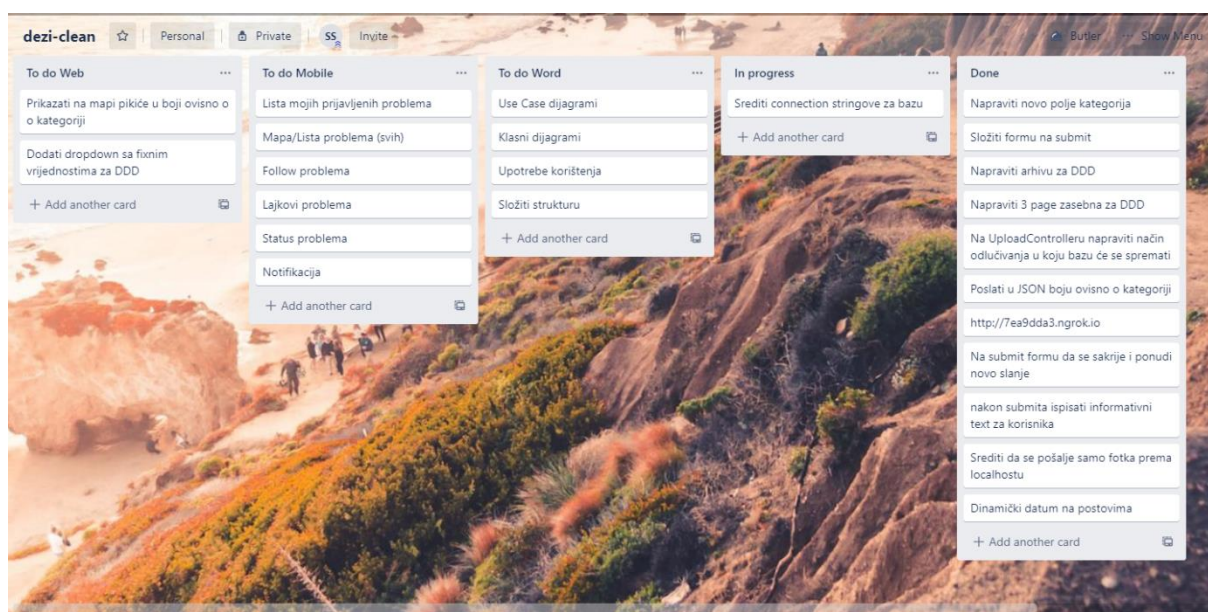 dezi-clean
Personal
Private
SS
Invite
Butler
Show Menu
To do Web
Prikazati na mapi pikiće u boji ovisno o
o kategoriji
Dodati dropdown sa fixnim
vrijednostima za DDD
+ Add another card
To do Mobile
Lista mojih prijavljenih problema
Mapa/Lista problema (svih)
Follow problema
Lajkovi problema
Status problema
Notifikacija
+ Add another card
To do Word
Use Case dijagrami
Klasni dijagrami
Upotrebe korištenja
Složiti strukturu
+ Add another card
In progress
Srediti connection stringove za bazu
+ Add another card
Done
Napraviti novo polje kategorija
Složiti formu na submit
Napraviti arhivu za DDD
Napraviti 3 page zasebna za DDD
Na UploadControlleru napraviti način
odlučivanja u koju bazu će se spremati
Poslati u JSON boju ovisno o kategoriji
http://7ea9dda3.ngrok.io
Na submit formu da se sakrije i ponudi
novo slanje
nakon submita ispisati informativni
text za korisnika
Srediti da se pošalje samo fotka prema
localhostu
Dinamički datum na postovima
+ Add another card